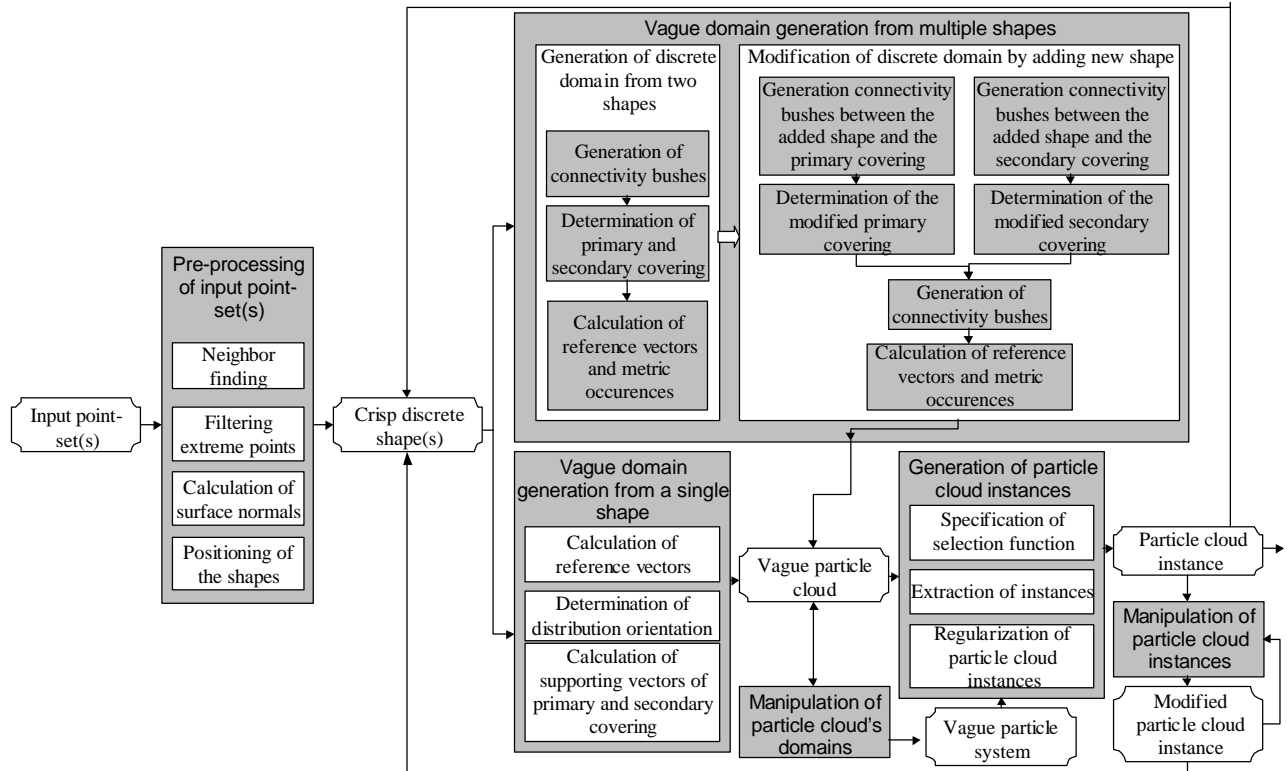 Vague domain generation from multiple shapes
Generation of discrete
domain from two
shapes
Generation of
connectivity bushes
Determination of
primary and
secondary covering
Calculation of
reference vectors
and metric
occurences
Modification of discrete domain by adding new shape
Generation connectivity
bushes between the
added shape and the
primary covering
Generation connectivity
bushes between the
added shape and the
secondary covering
Determination of the
modified primary
covering
Determination of the
modified secondary
covering
Generation of
connectivity bushes
Calculation of reference
vectors and metric
occurences
Input point-
set(s)
Pre-processing
of input point-
set(s)
Neighbor
finding
Filtering
extreme points
Calculation of
surface normals
Positioning of
the shapes
Crisp discrete
shape(s)
Vague domain
generation from a single
shape
Calculation of
reference vectors
Determination of
distribution orientation
Calculation of
supporting vectors of
primary and secondary
covering
Vague particle
cloud
Manipulation of
particle cloud's
domains
Generation of particle
cloud instances
Specification of
selection function
Extraction of instances
Regularization of
particle cloud
instances
Vague particle
system
Particle cloud
instance
Manipulation of
particle cloud
instances
Modified
particle cloud
instance